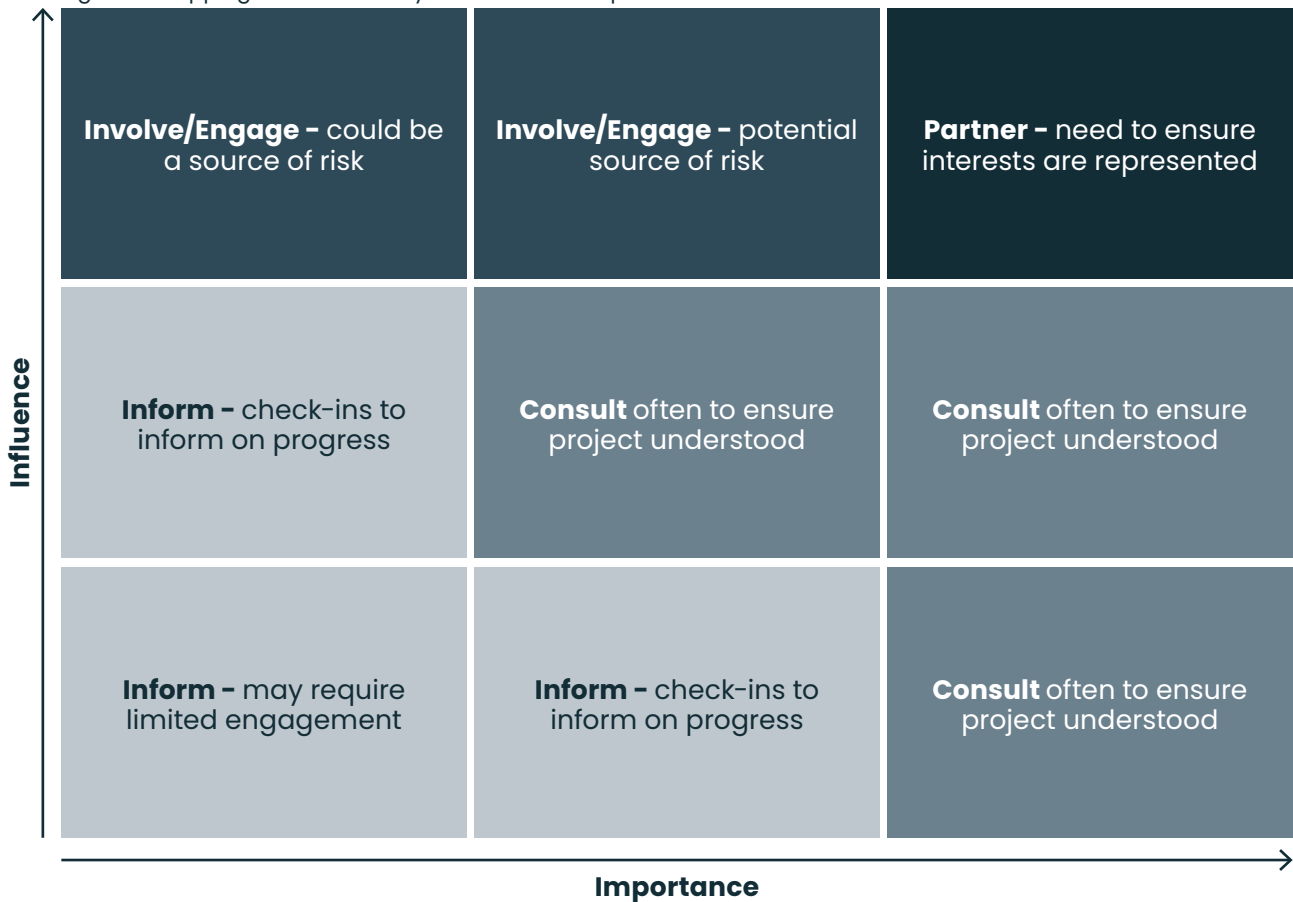 Involve/Engage – could be
a source of risk
Involve/Engage – potential
source of risk
Partner – need to ensure
interests are represented
Influence
Inform – check-ins to
inform on progress
Consult often to ensure
project understood
Consult often to ensure
project understood
Inform – may require
limited engagement
Inform – check-ins to
inform on progress
Consult often to ensure
project understood
Importance